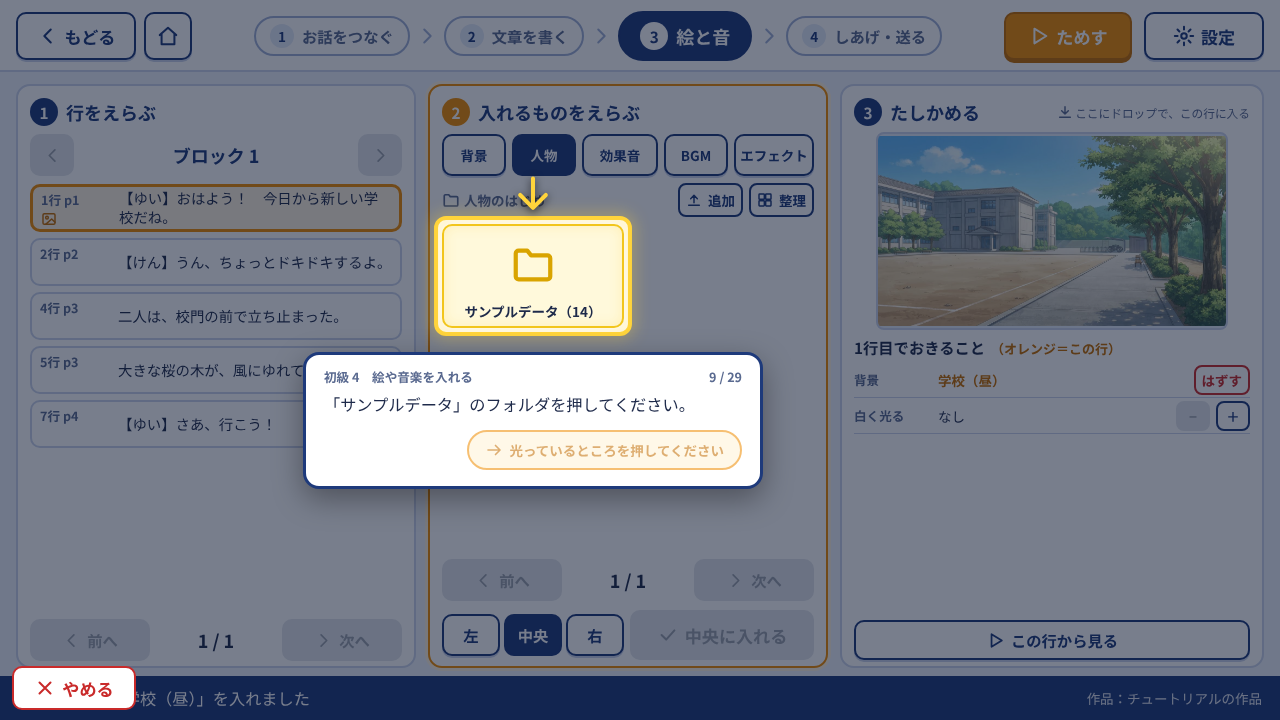 もどる
1 お話をつなぐ
2 文章を書く
3 絵と音
4 しあげ・送る
ためす
設定
1 行をえらぶ
ブロック 1
1行 p1
【ゆい】おはよう！　今日から新しい学
校だね。
2行 p2
【けん】うん、ちょっとドキドキするよ。
4行 p3
二人は、校門の前で立ち止まった。
5行 p3
大きな桜の木が、風にゆれて
7行 p4
【ゆい】さあ、行こう！
前へ
1 / 1
次へ
2 入れるものをえらぶ
背景
人物
効果音
BGM
エフェクト
人物のは
追加
整理
サンプルデータ（14）
初級 4　絵や音楽を入れる
9 / 29
「サンプルデータ」のフォルダを押してください。
光っているところを押してください
前へ
1 / 1
次へ
左
中央
右
中央に入れる
3 たしかめる
ここにドロップで、この行に入る
1行目でおきること （オレンジ＝この行）
背景
学校（昼）
はずす
白く光る
なし
−
+
この行から見る
やめる
校（昼）」を入れました
作品：チュートリアルの作品